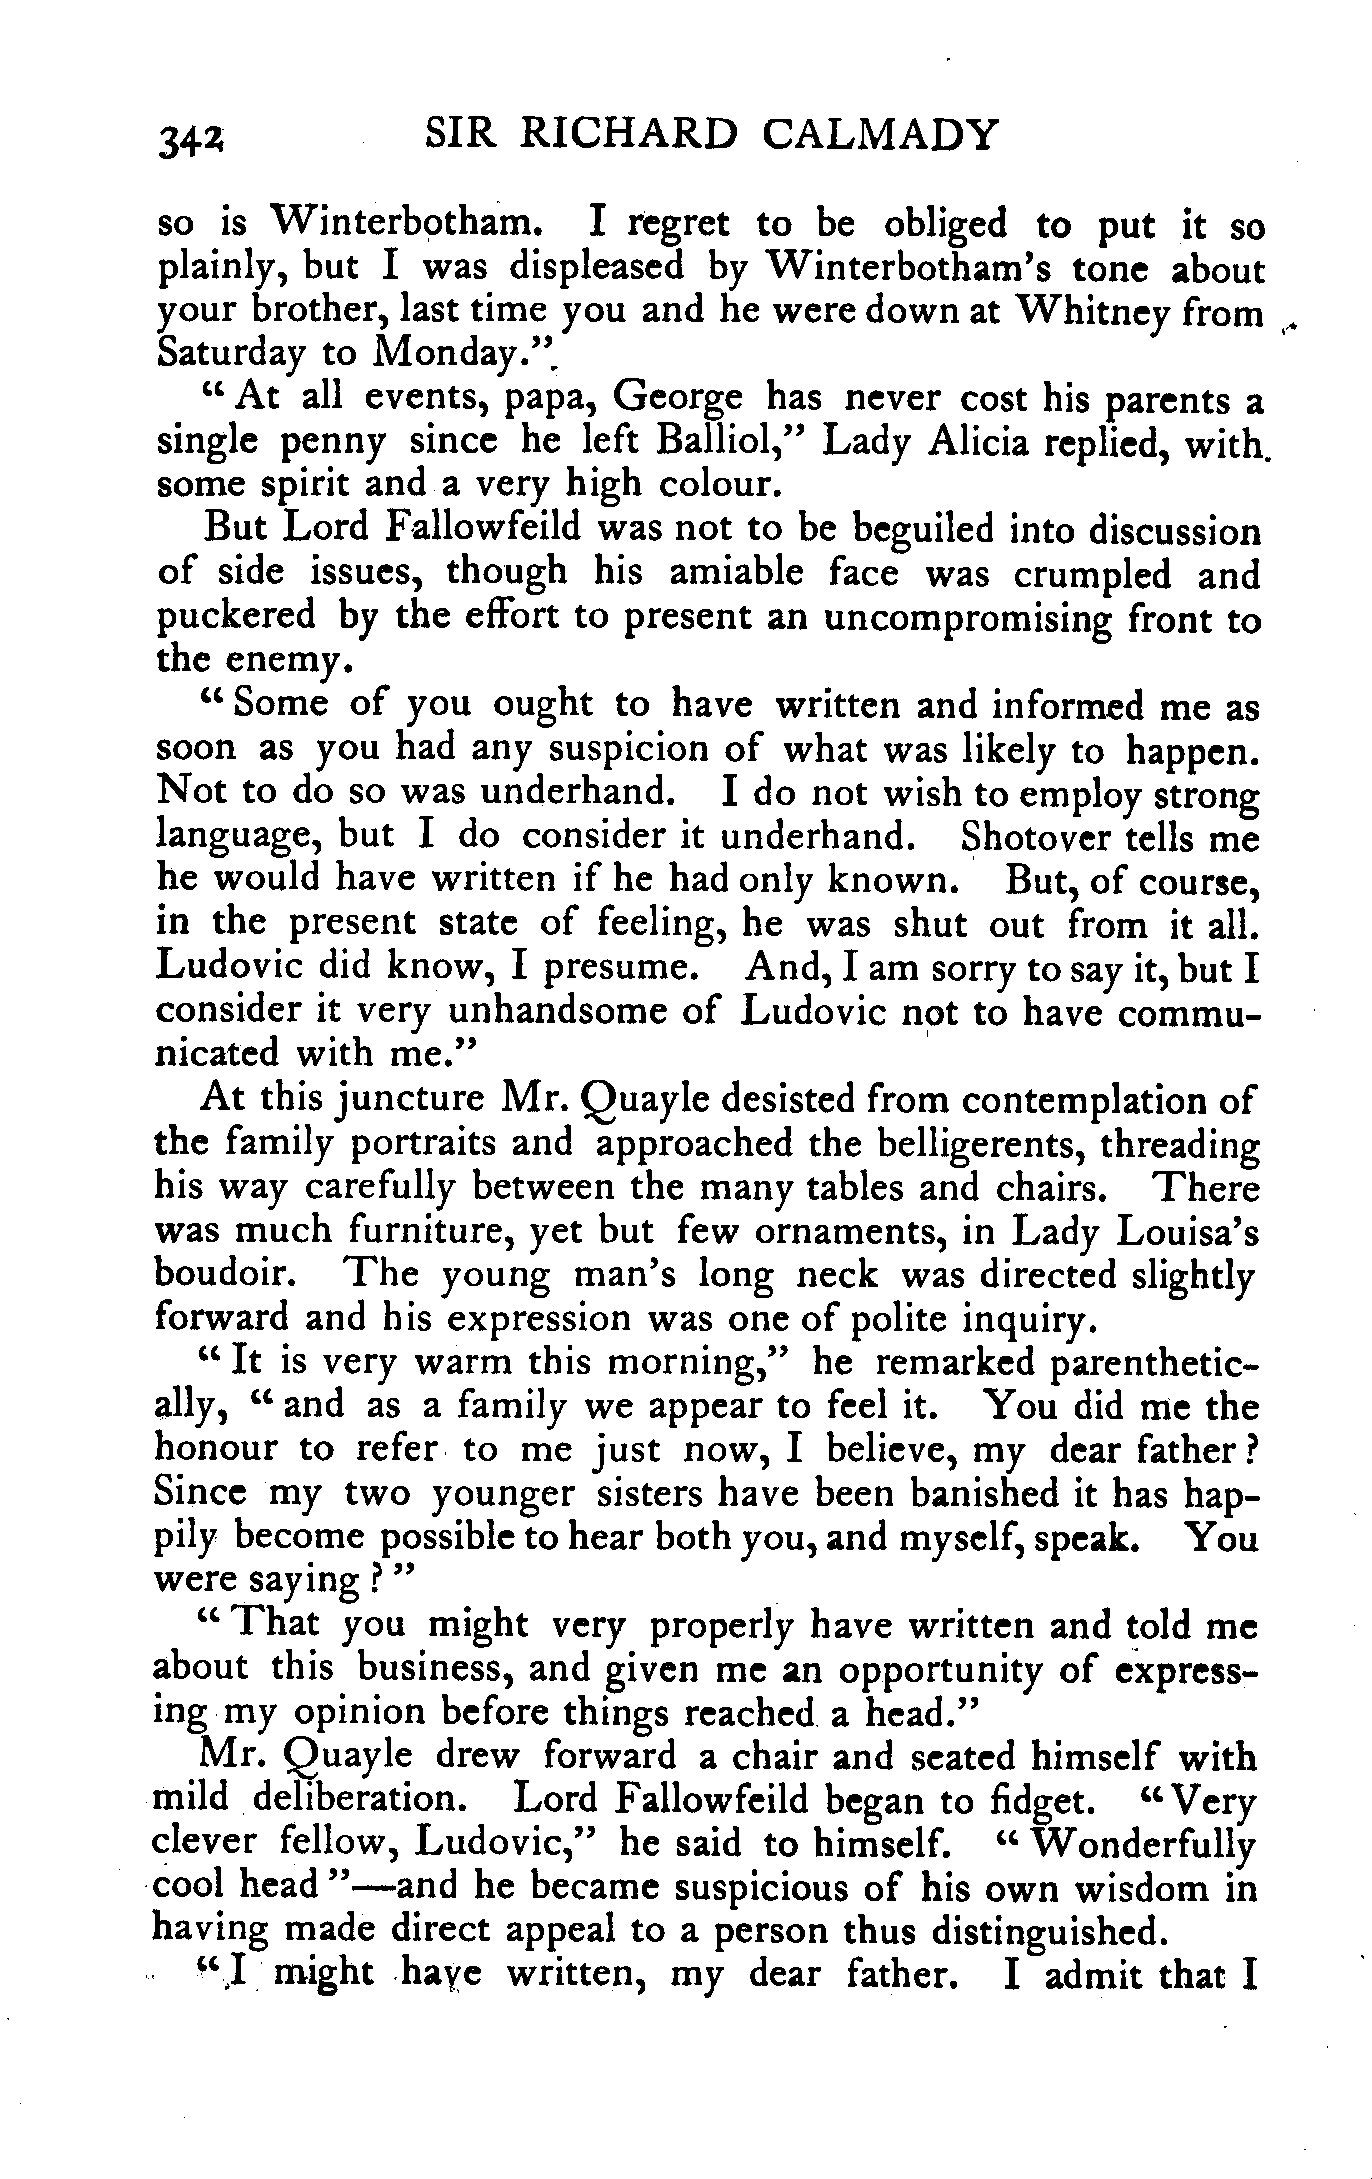 342 SIR RICHARD CALMADY
so is Winterbotham. I regret to be obliged to put it so
plainly, but I was displeased by Winterbotham's tone about
your brother, last time you and he were down at Whitney from
Saturday to Monday."
"At all events, papa, George has never cost his parents a
single penny since he left Balliol," Lady Alicia replied, with
some spirit and a very high colour.
But Lord Fallowfeild was not to be beguiled into discussion
of side issues, though his amiable face was crumpled and
puckered by the effort to present an uncompromising front to
the enemy.
"Some of you ought to have written and informed me as
soon as you had any suspicion of what was likely to happen.
Not to do so was underhand. I do not wish to employ strong
language, but I do consider it underhand. Shotover tells me
he would have written if he had only known. But, of course,
in the present state of feeling, he was shut out from it all.
Ludovic did know, I presume. And, I am sorry to say it, but I
consider it very unhandsome of Ludovic not to have commu-
nicated with me."
At this juncture Mr. Quayle desisted from contemplation of
the family portraits and approached the belligerents, threading
his way carefully between the many tables and chairs. There
was much furniture, yet but few ornaments, in Lady Louisa's
boudoir. The young man's long neck was directed slightly
forward and his expression was one of polite inquiry.
"It is very warm this morning," he remarked parenthetic-
ally, "and as a family we appear to feel it. You did me the
honour to refer to me just now, I believe, my dear father?
Since my two younger sisters have been banished it has hap-
pily become possible to hear both you, and myself, speak. You
were saying?"
"That you might very properly have written and told me
about this business, and given me an opportunity of express-
ing my opinion before things reached a head."
Mr. Quayle drew forward a chair and seated himself with
mild deliberation. Lord Fallowfeild began to fidget. "Very
clever fellow, Ludovic," he said to himself. "Wonderfully
cool head"—and he became suspicious of his own wisdom in
having made direct appeal to a person thus distinguished.
"I might have written, my dear father. I admit that I